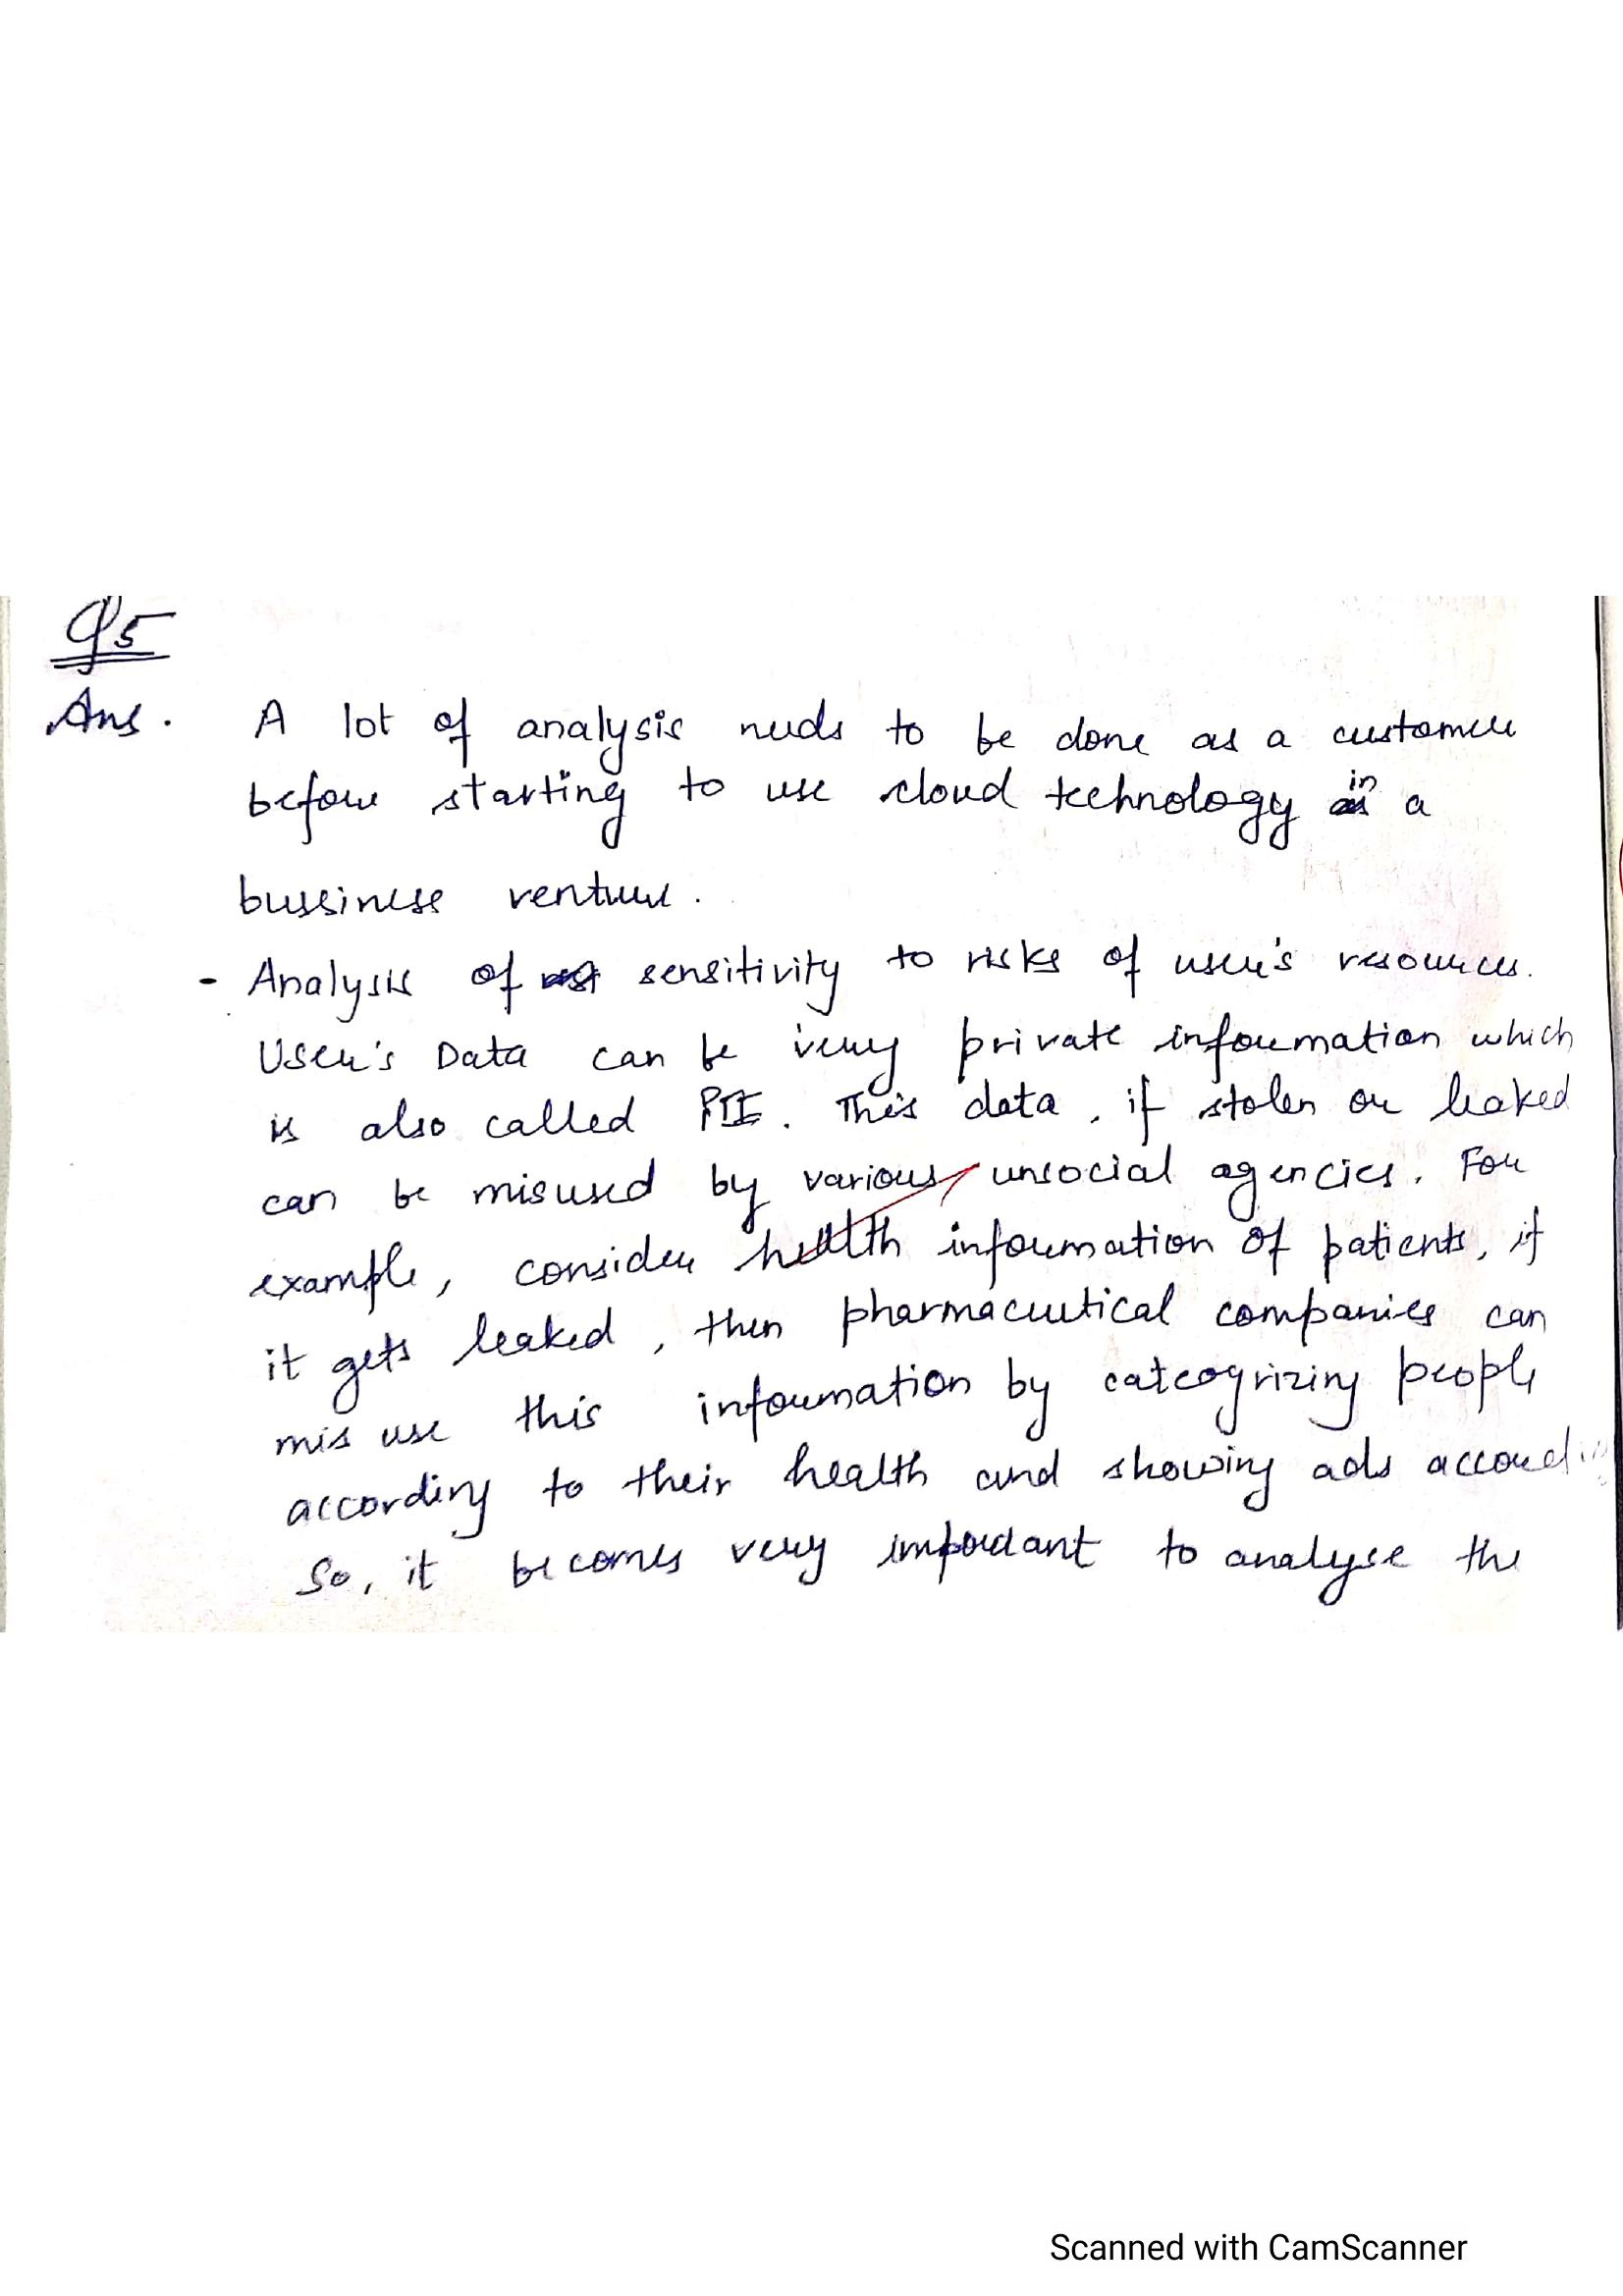 Q5
Ans. A lot of analysis needs to be done as a customer
before starting to use cloud technology in a
bussiness venture.
- Analysis of sensitivity to risks of user's resources.
User's Data can be very private information which
is also called PII. This data, if stolen or leaked
can be misused by various unsocial agencies. For
example, consider health information of patients, if
it gets leaked, then pharmaceutical companies can
mis use this information by catcogrizing people
according to their health and showing ads
So, it becomes very important to analyse the
Scanned with CamScanner